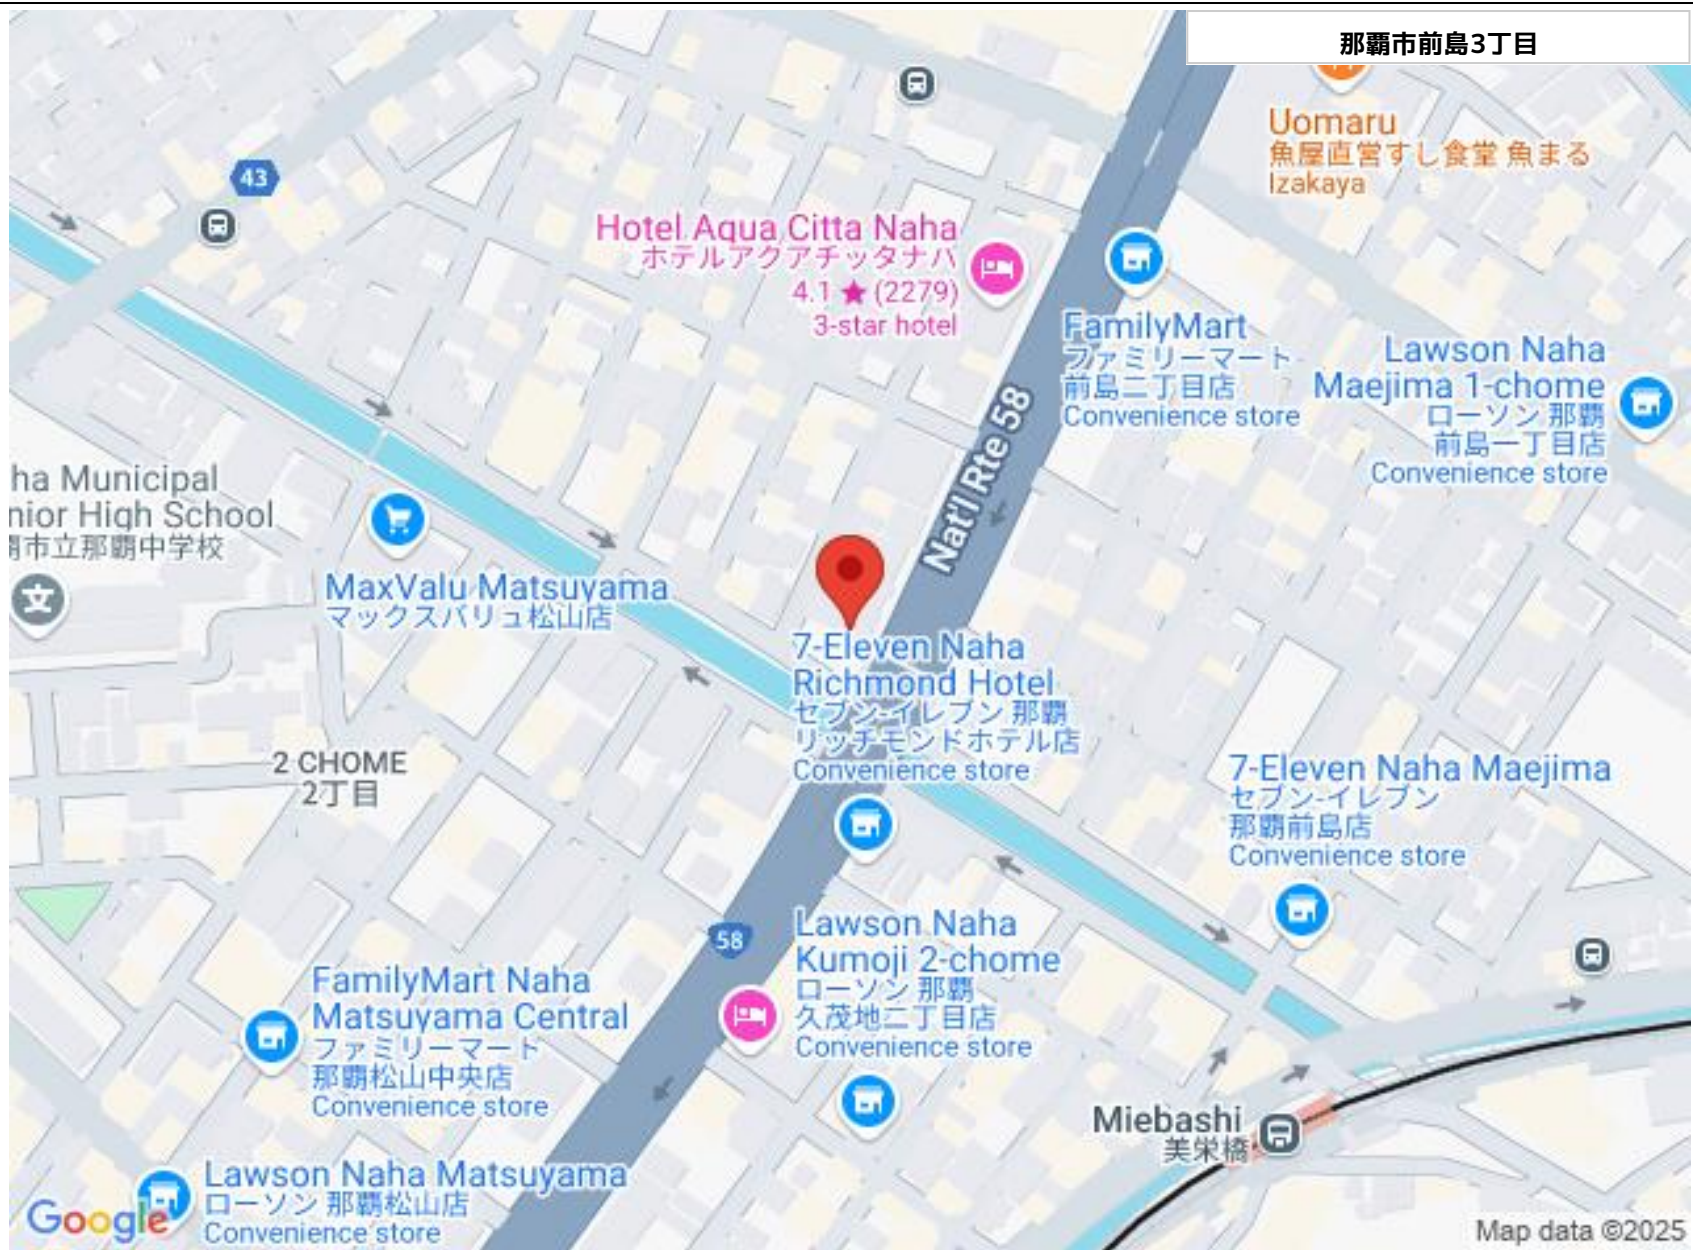 那覇市前島3丁目
Uomaru
魚屋直営すし食堂 魚まる
Izakaya
43
Hotel Aqua Citta Naha
ホテルアクアチッタナハ
4.1 ★ (2279)
3-star hotel
FamilyMart
ファミリーマート
前島二丁目店
Convenience store
Lawson Naha
Maejima 1-chome
ローソン 那覇
前島一丁目店
Convenience store
Nat'l Rte 58
ha Municipal
nior High School
市立那覇中学校
文
MaxValu Matsuyama
マックスバリュ松山店
7-Eleven Naha
Richmond Hotel
セブン-イレブン 那覇
リッチモンドホテル店
Convenience store
2 CHOME
2丁目
7-Eleven Naha Maejima
セブン-イレブン
那覇前島店
Convenience store
58
Lawson Naha
Kumoji 2-chome
ローソン 那覇
久茂地二丁目店
Convenience store
FamilyMart Naha
Matsuyama Central
ファミリーマート
那覇松山中央店
Convenience store
Miebashi
美栄橋
Lawson Naha Matsuyama
ローソン 那覇松山店
Convenience store
Google
Map data ©2025